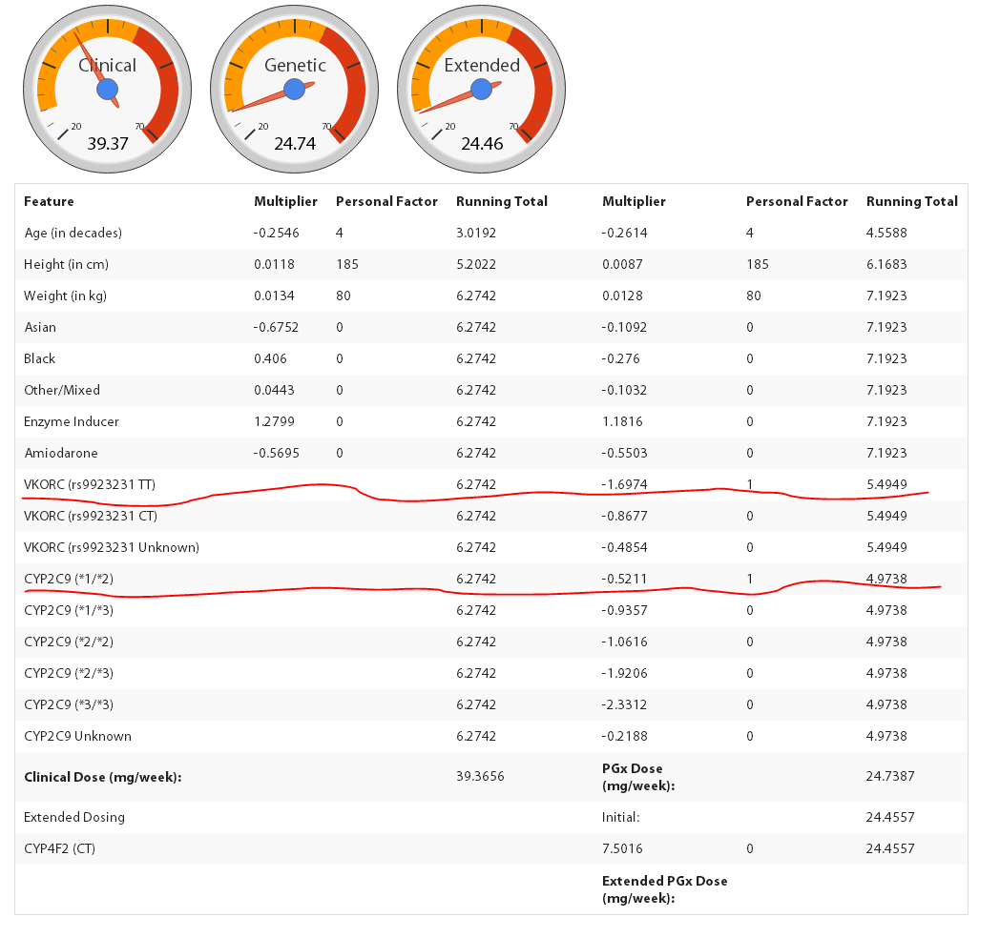 Clinical
20 70
39.37
Genetic
20 70
24.74
Extended
20 70
24.46
Feature Multiplier Personal Factor Running Total Multiplier Personal Factor Running Total
Age (in decades) -0.2546 4 3.0192 -0.2614 4 4.5588
Height (in cm) 0.0118 185 5.2022 0.0087 185 6.1683
Weight (in kg) 0.0134 80 6.2742 0.0128 80 7.1923
Asian -0.6752 0 6.2742 -0.1092 0 7.1923
Black 0.406 0 6.2742 -0.276 0 7.1923
Other/Mixed 0.0443 0 6.2742 -0.1032 0 7.1923
Enzyme Inducer 1.2799 0 6.2742 1.1816 0 7.1923
Amiodarone -0.5695 0 6.2742 -0.5503 0 7.1923
VKORC (rs9923231 TT) 6.2742 -1.6974 1 5.4949
VKORC (rs9923231 CT) 6.2742 -0.8677 0 5.4949
VKORC (rs9923231 Unknown) 6.2742 -0.4854 0 5.4949
CYP2C9 (*1/*2) 6.2742 -0.5211 1 4.9738
CYP2C9 (*1/*3) 6.2742 -0.9357 0 4.9738
CYP2C9 (*2/*2) 6.2742 -1.0616 0 4.9738
CYP2C9 (*2/*3) 6.2742 -1.9206 0 4.9738
CYP2C9 (*3/*3) 6.2742 -2.3312 0 4.9738
CYP2C9 Unknown 6.2742 -0.2188 0 4.9738
Clinical Dose (mg/week): 39.3656 PGx Dose (mg/week): 24.7387
Extended Dosing Initial: 24.4557
CYP4F2 (CT) 7.5016 0 24.4557
Extended PGx Dose
(mg/week):